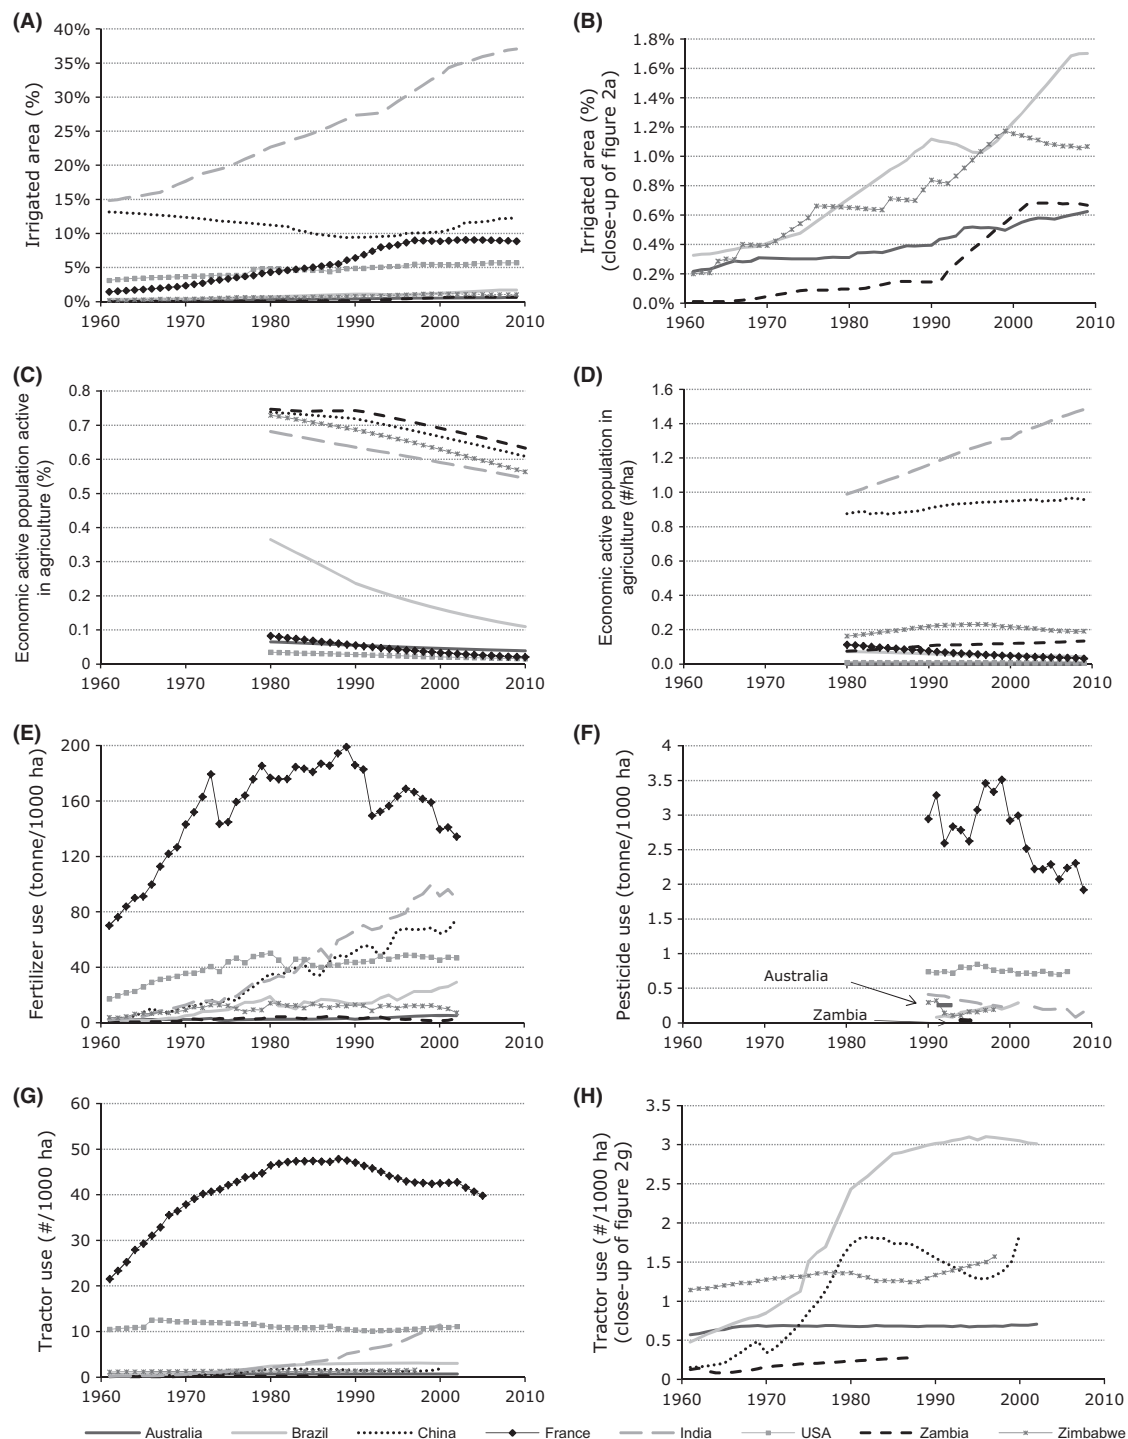 (A)
40%
35%
30%
25%
20%
15%
10%
5%
0%
Irrigated area (%)
1960 1970 1980 1990 2000 2010
(B)
1.8%
1.6%
1.4%
1.2%
1.0%
0.8%
0.6%
0.4%
0.2%
0.0%
Irrigated area (%)
(close-up of figure 2a)
1960 1970 1980 1990 2000 2010
(C)
0.8
0.7
0.6
0.5
0.4
0.3
0.2
0.1
0
Economic active population active
in agriculture (%)
1960 1970 1980 1990 2000 2010
(D)
1.6
1.4
1.2
1.0
0.8
0.6
0.4
0.2
0.0
Economic active population in
agriculture (#/ha)
1960 1970 1980 1990 2000 2010
(E)
200
160
120
80
40
0
Fertilizer use (tonne/1000 ha)
1960 1970 1980 1990 2000 2010
(F)
4
3.5
3
2.5
2
1.5
1
0.5
0
Pesticide use (tonne/1000 ha)
Australia
Zambia
1960 1970 1980 1990 2000 2010
(G)
60
50
40
30
20
10
0
Tractor use (#/1000 ha)
1960 1970 1980 1990 2000 2010
(H)
3.5
3
2.5
2
1.5
1
0.5
0
Tractor use (#/1000 ha)
(close-up of figure 2g)
1960 1970 1980 1990 2000 2010
Australia Brazil China France India USA Zambia Zimbabwe